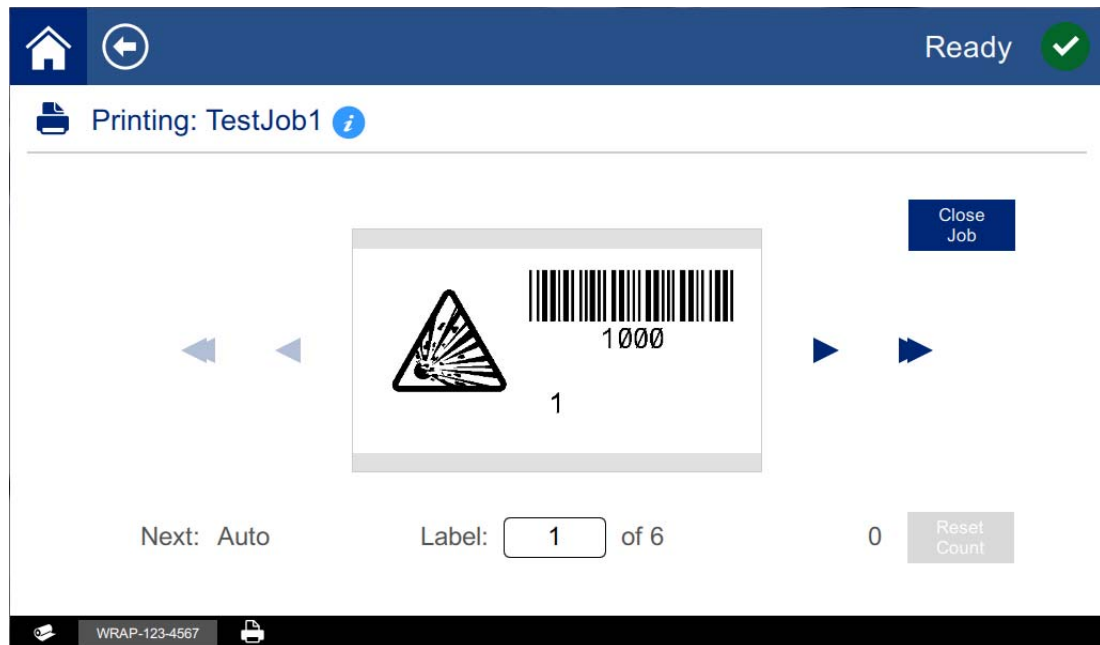 Ready
Printing: TestJob1 i
Close
Job
1000
1
Next: Auto Label: 1 of 6 0 Reset
Count
WRAP-123-4567